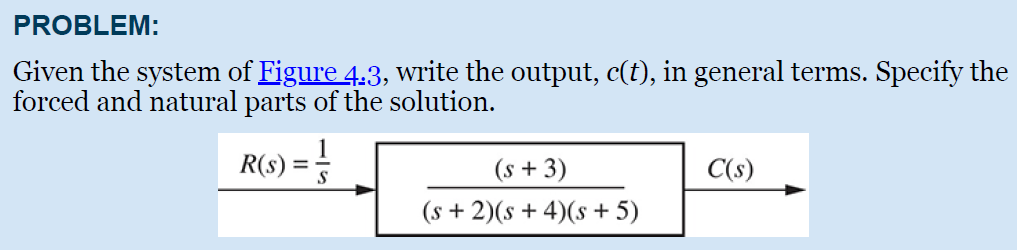 PROBLEM:
Given the system of Figure 4.3, write the output, c(t), in general terms. Specify the
forced and natural parts of the solution.
R(s) = 1/s
(s + 3)
(s + 2)(s + 4)(s + 5)
C(s)